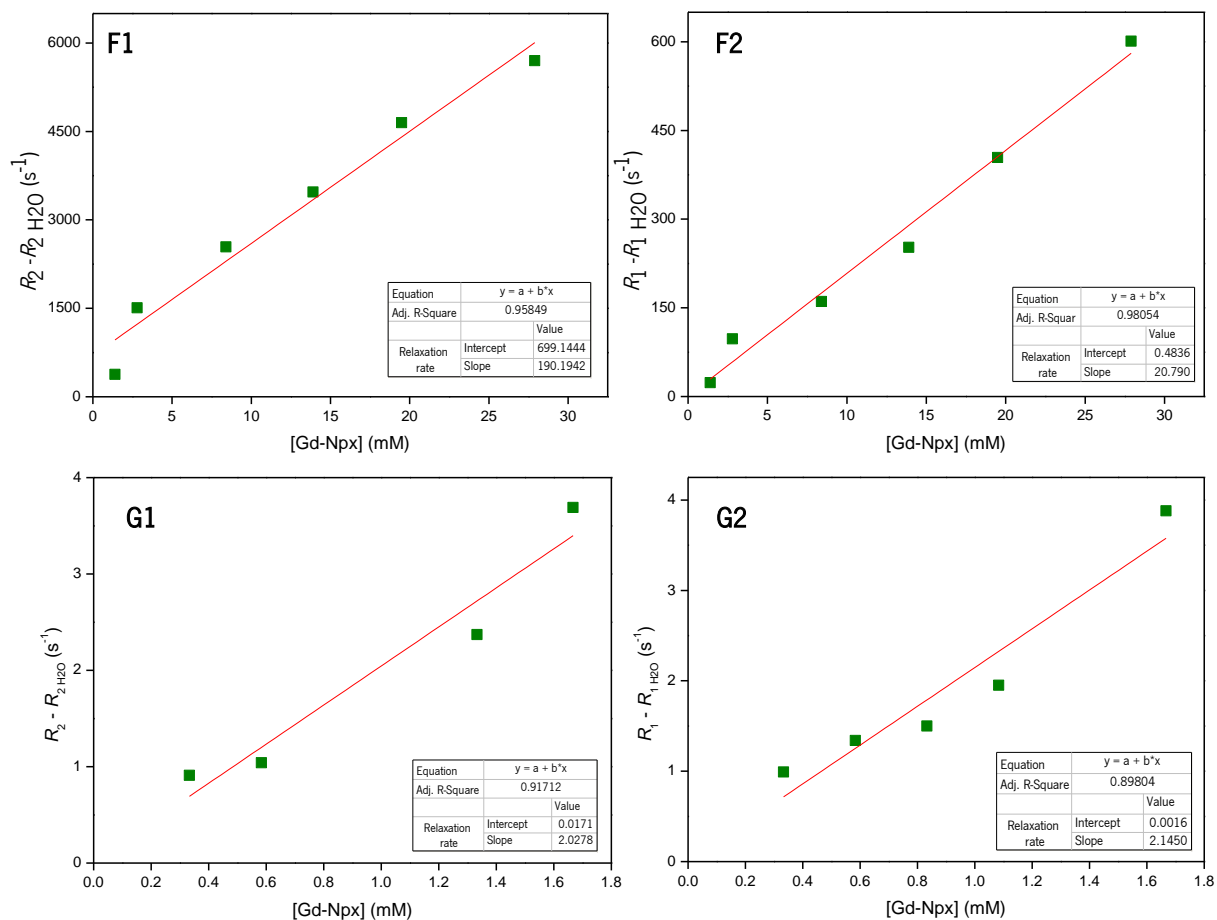 F1
6000
4500
3000
1500
0
R2 -R2 H2O (s-1)
0 5 10 15 20 25 30
[Gd-Npx] (mM)
Equation y = a + b*x
Adj. R-Square 0.95849
Value
Relaxation rate
Intercept 699.1444
Slope 190.1942
F2
600
450
300
150
0
R1 -R1 H2O (s-1)
0 5 10 15 20 25 30
[Gd-Npx] (mM)
Equation y = a + b*x
Adj. R-Squar 0.98054
Value
Relaxation rate
Intercept 0.4836
Slope 20.790
G1
4
3
2
1
0
R2 - R2 H2O (s-1)
0.0 0.2 0.4 0.6 0.8 1.0 1.2 1.4 1.6 1.8
[Gd-Npx] (mM)
Equation y = a + b*x
Adj. R-Square 0.91712
Value
Relaxation rate
Intercept 0.0171
Slope 2.0278
G2
4
3
2
1
0
R1 - R1 H2O (s-1)
0.0 0.2 0.4 0.6 0.8 1.0 1.2 1.4 1.6 1.8
[Gd-Npx] (mM)
Equation y = a + b*x
Adj. R-Square 0.89804
Value
Relaxation rate
Intercept 0.0016
Slope 2.1450